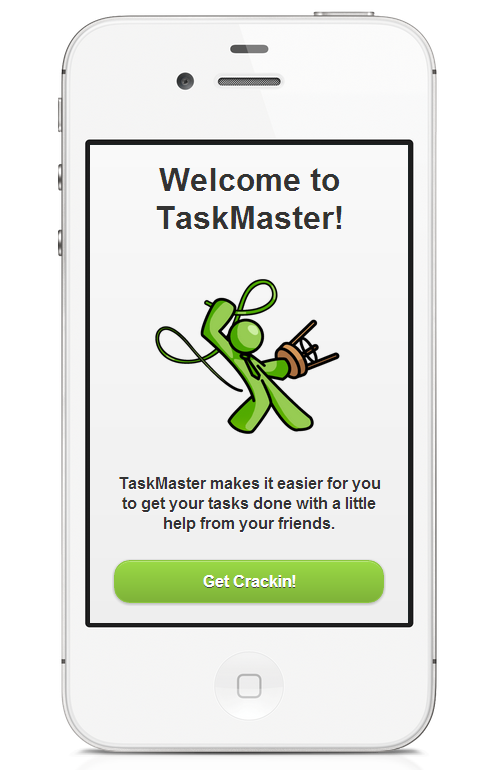 Welcome to
TaskMaster!
TaskMaster makes it easier for you
to get your tasks done with a little
help from your friends.
Get Crackin!